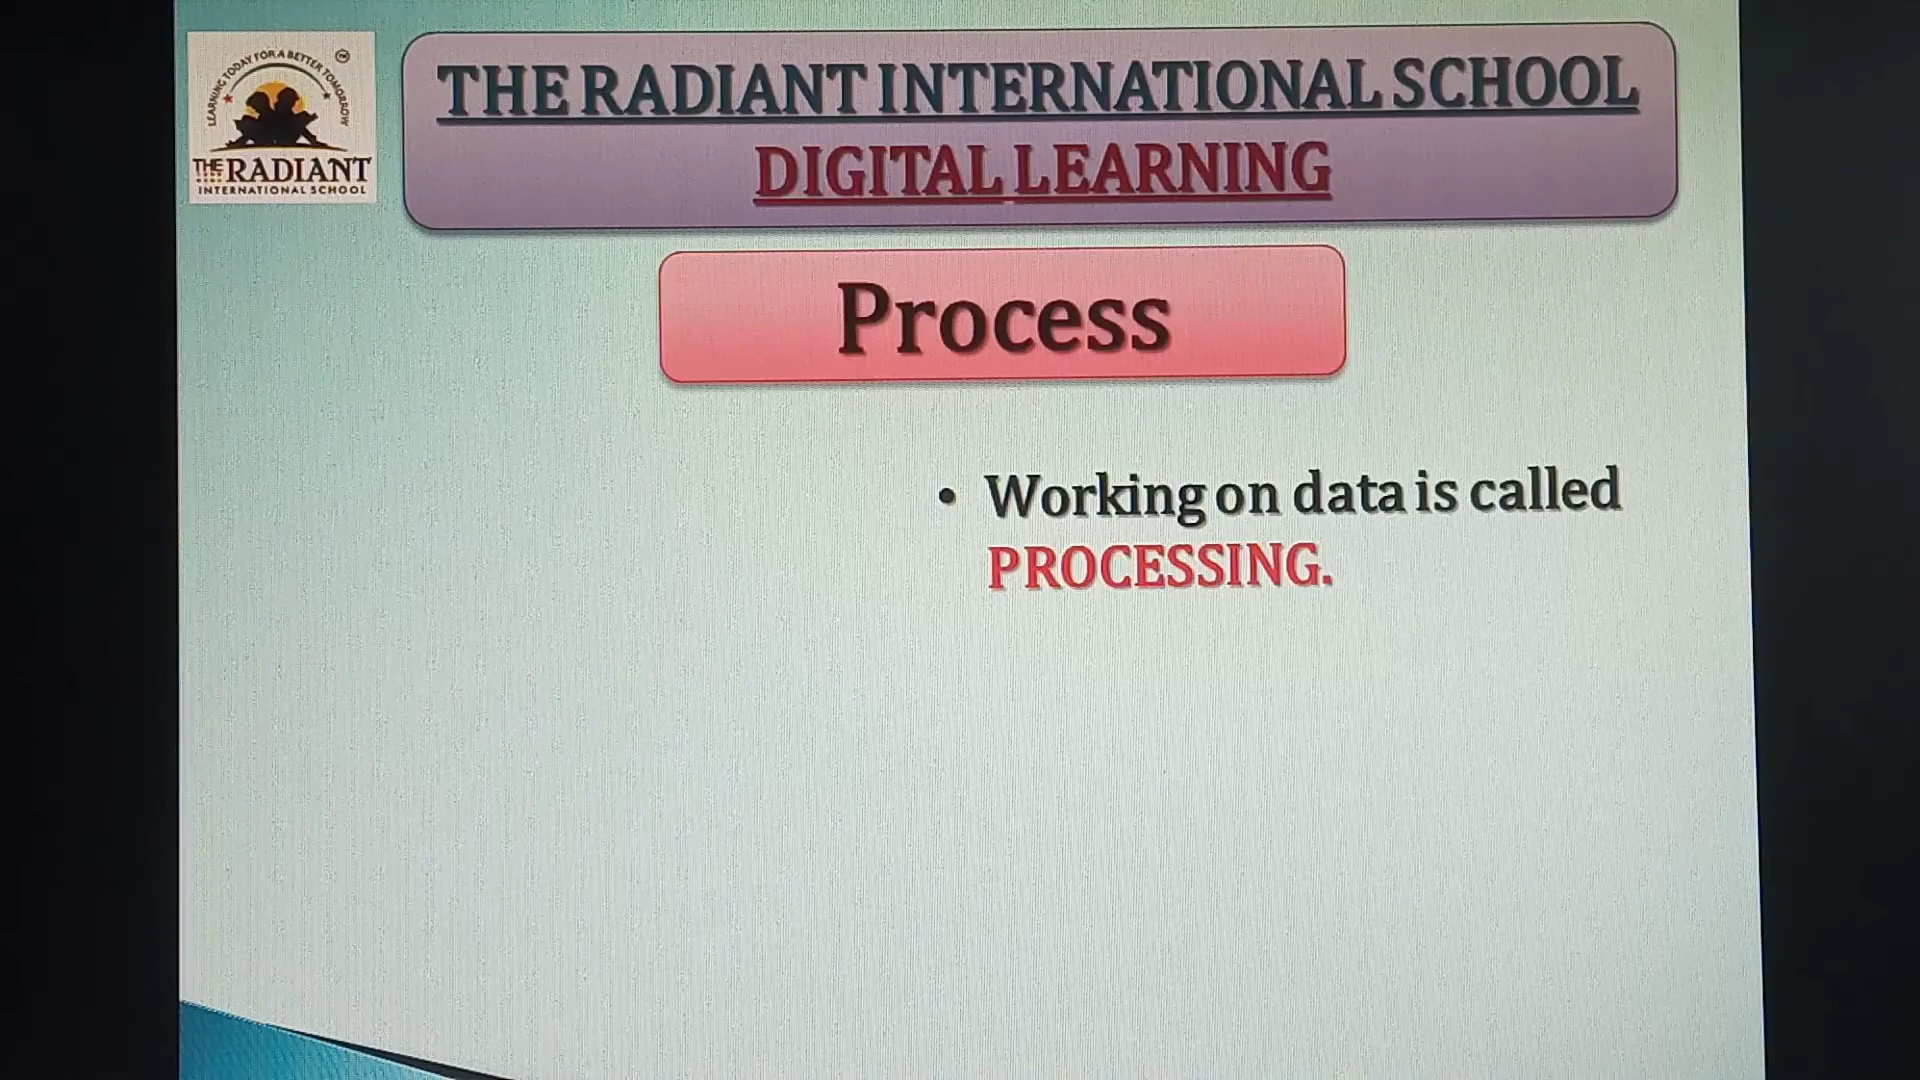 LEARNING TODAY FOR A BETTER TOMORROW
THE RADIANT
INTERNATIONAL SCHOOL
THE RADIANT INTERNATIONAL SCHOOL
DIGITAL LEARNING
Process
• Working on data is called
PROCESSING.